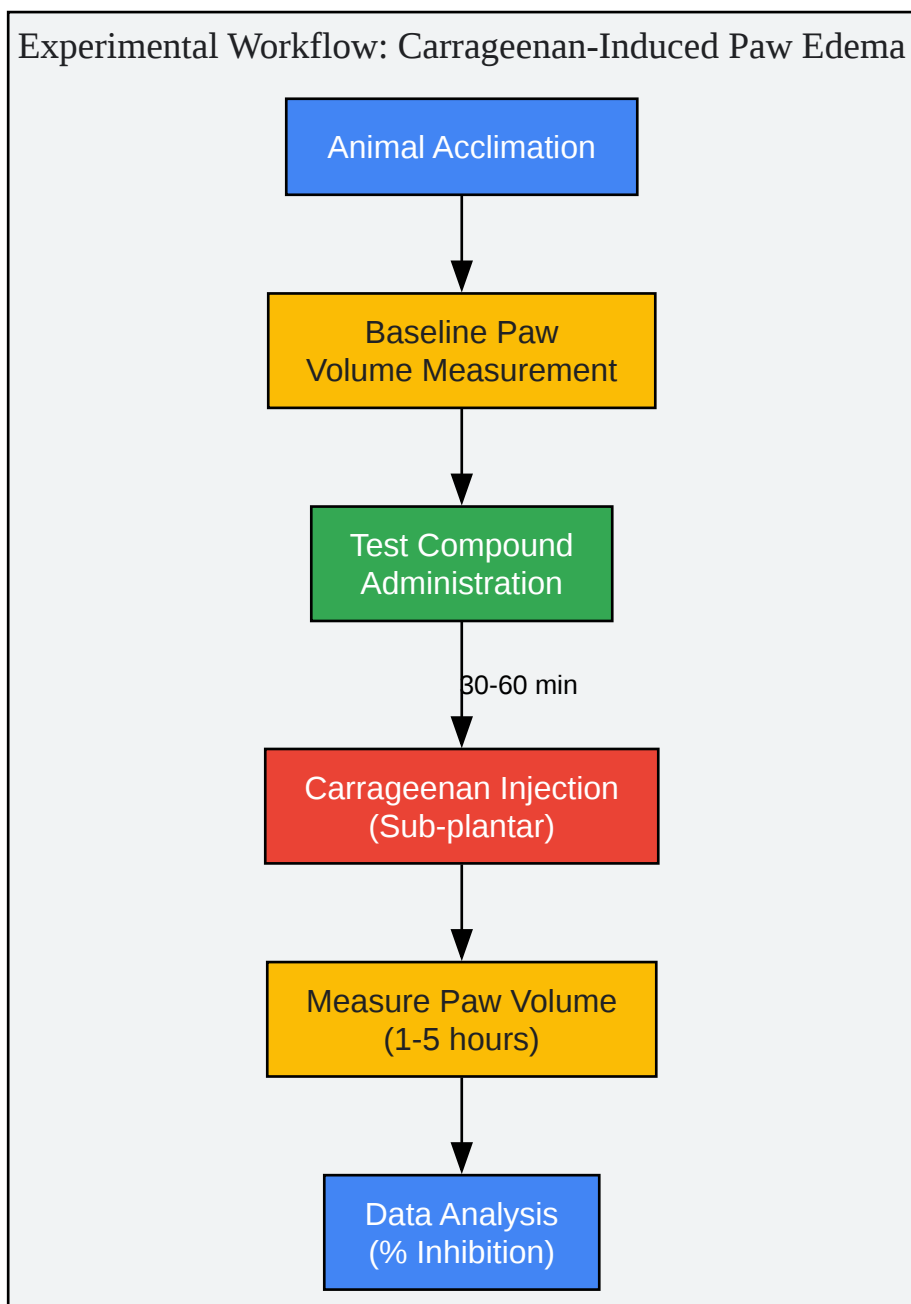 Experimental Workflow: Carrageenan-Induced Paw Edema
Animal Acclimation
Baseline Paw
Volume Measurement
Test Compound
Administration
30-60 min
Carrageenan Injection
(Sub-plantar)
Measure Paw Volume
(1-5 hours)
Data Analysis
(% Inhibition)